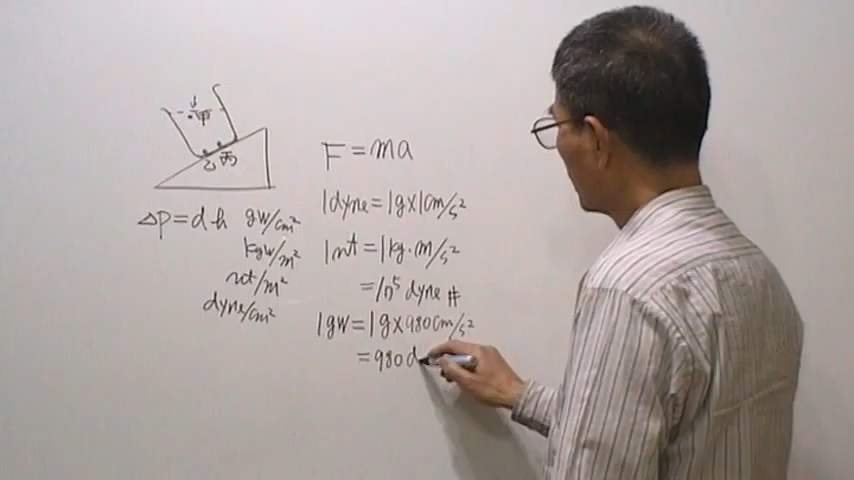 甲
乙 丙
ΔP=dh gw/cm²
kgw/m²
nt/m²
dyne/cm²
F=ma
1dyne=1g×1cm/s²
1nt=1kg·m/s²
=10⁵ dyne #
1gw=1g×980cm/s²
=980d